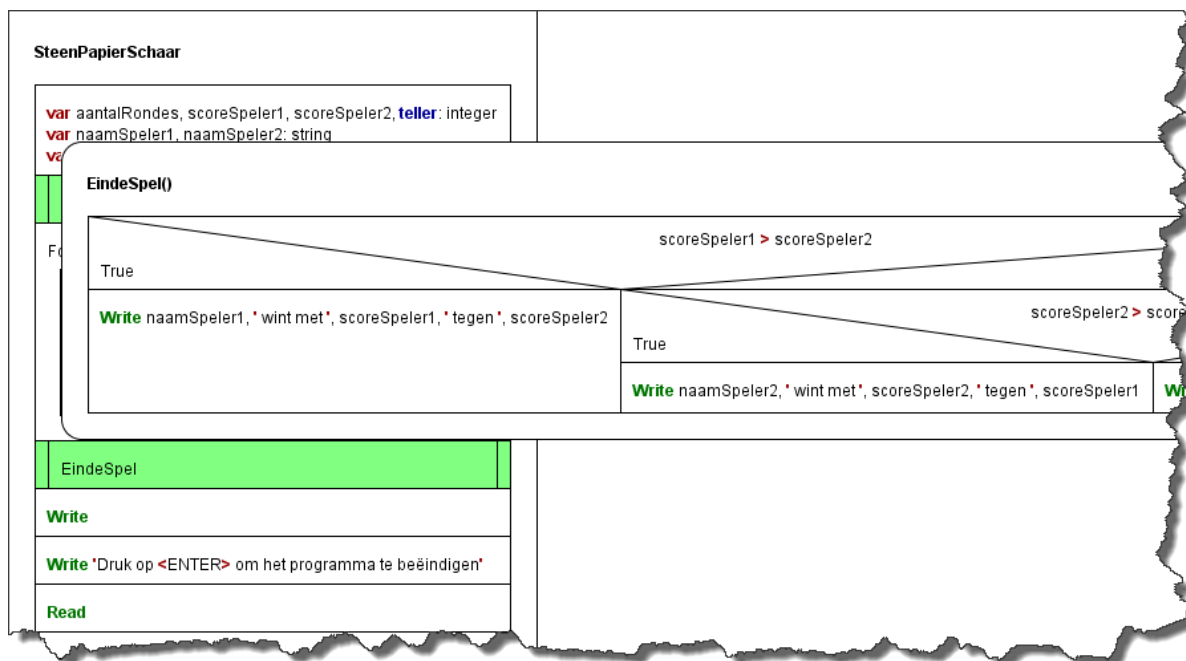 SteenPapierSchaar
var aantalRondes, scoreSpeler1, scoreSpeler2, teller: integer
var naamSpeler1, naamSpeler2: string
EindeSpel()
scoreSpeler1 > scoreSpeler2
True
Write naamSpeler1, ' wint met ', scoreSpeler1, ' tegen ', scoreSpeler2
scoreSpeler2 >
True
Write naamSpeler2, ' wint met ', scoreSpeler2, ' tegen ', scoreSpeler1
EindeSpel
Write
Write 'Druk op <ENTER> om het programma te beëindigen'
Read